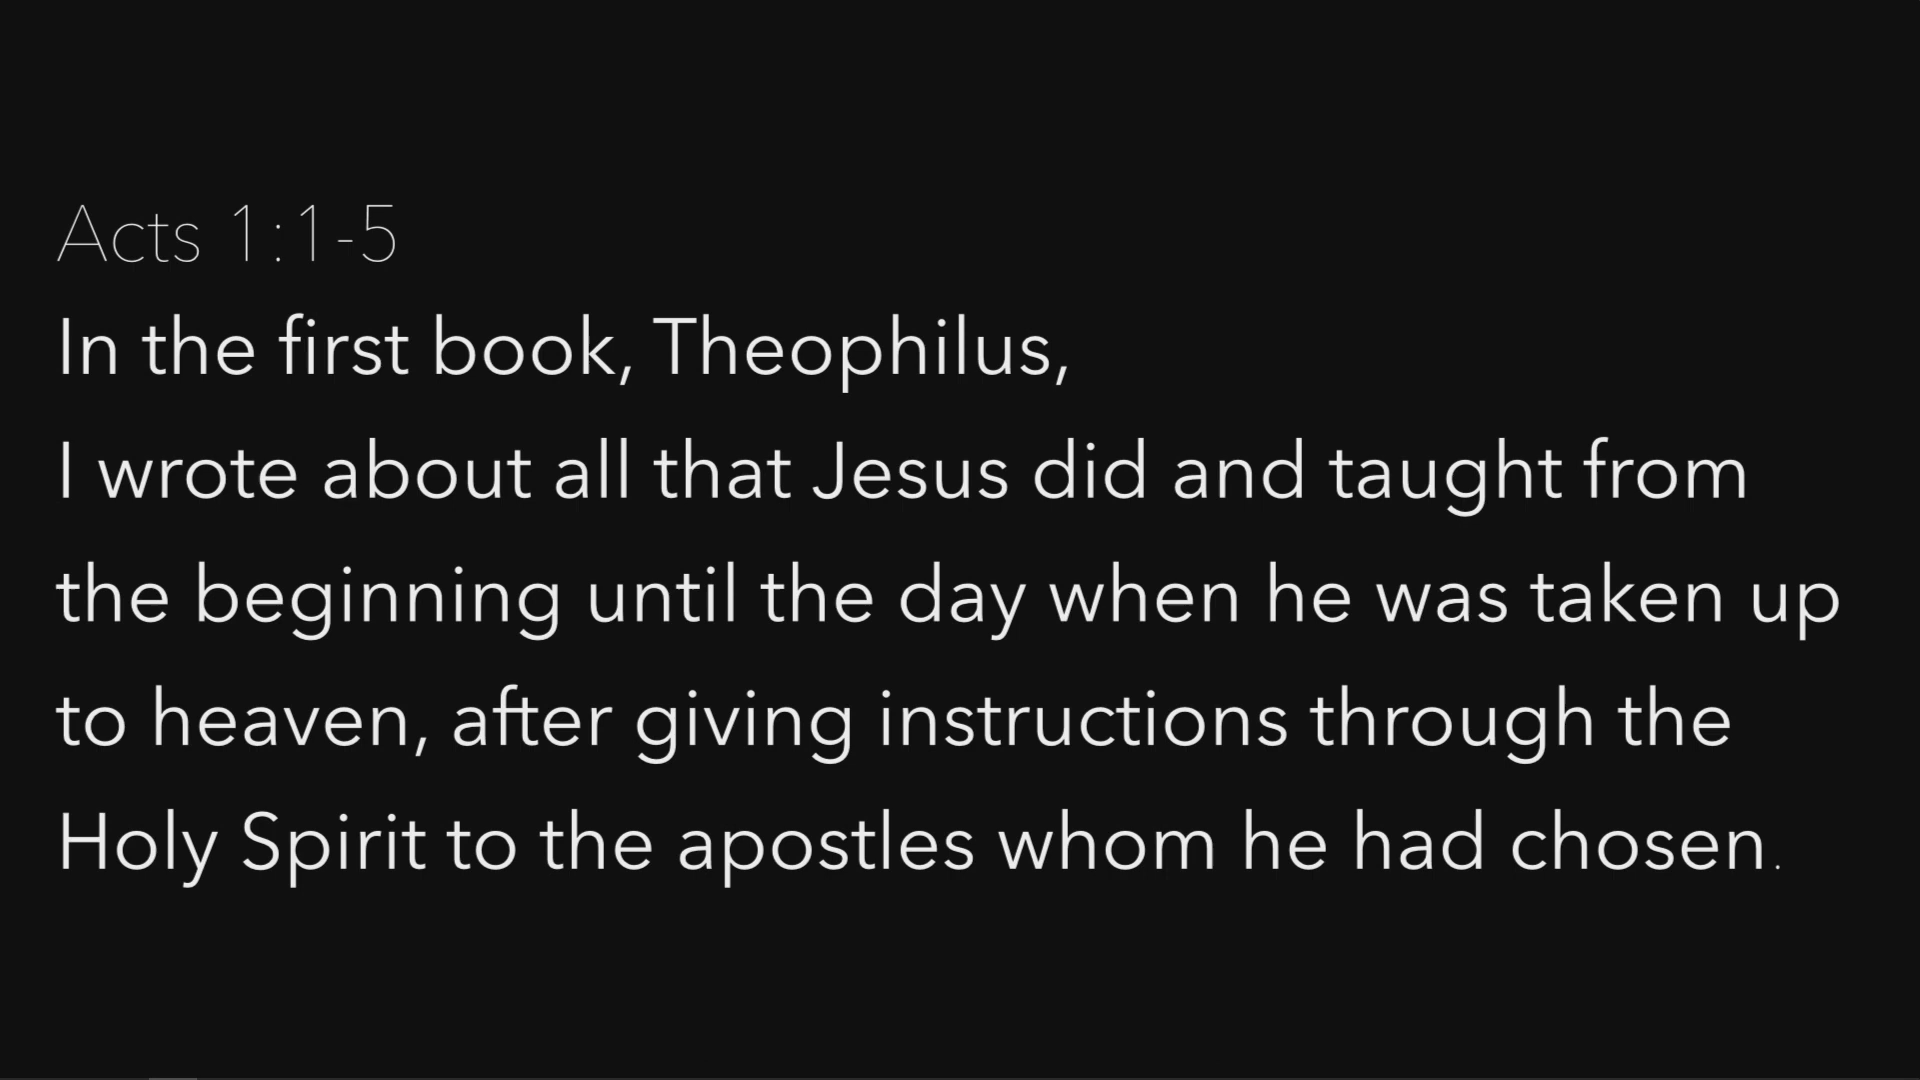 Acts 1:1-5
In the first book, Theophilus,
I wrote about all that Jesus did and taught from
the beginning until the day when he was taken up
to heaven, after giving instructions through the
Holy Spirit to the apostles whom he had chosen.